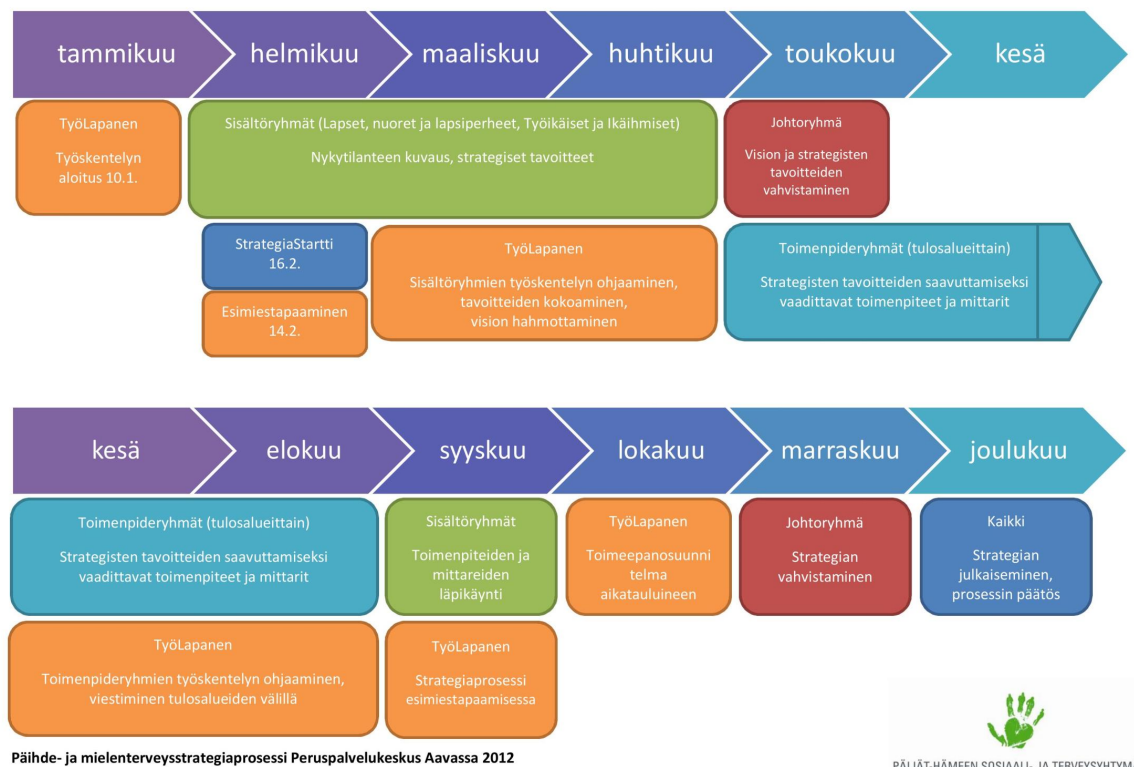 tammikuu
helmikuu
maaliskuu
huhtikuu
toukokuu
kesä
TyöLapanen
Työskentelyn
aloitus 10.1.
Sisältöryhmät (Lapset, nuoret ja lapsiperheet, Työikäiset ja Ikäihmiset)
Nykytilanteen kuvaus, strategiset tavoitteet
Johtoryhmä
Vision ja strategisten
tavoitteiden
vahvistaminen
StrategiaStartti
16.2.
Esimiestapaaminen
14.2.
TyöLapanen
Sisältöryhmien työskentelyn ohjaaminen,
tavoitteiden kokoaminen,
vision hahmottaminen
Toimenpideryhmät (tulosalueittain)
Strategisten tavoitteiden saavuttamiseksi
vaadittavat toimenpiteet ja mittarit
kesä
elokuu
syyskuu
lokakuu
marraskuu
joulukuu
Toimenpideryhmät (tulosalueittain)
Strategisten tavoitteiden saavuttamiseksi
vaadittavat toimenpiteet ja mittarit
Sisältöryhmät
Toimenpiteiden ja
mittareiden
läpikäynti
TyöLapanen
Toimeepanosuunni
telma
aikatauluineen
Johtoryhmä
Strategian
vahvistaminen
Kaikki
Strategian
julkaiseminen,
prosessin päätös
TyöLapanen
Toimenpideryhmien työskentelyn ohjaaminen,
viestiminen tulosalueiden välillä
TyöLapanen
Strategiaprosessi
esimiestapaamisessa
Päihde- ja mielenterveysstrategiaprosessi Peruspalvelukeskus Aavassa 2012
PÄIJÄT-HÄMEEN SOSIAALI- JA TERVEYSYHTYM